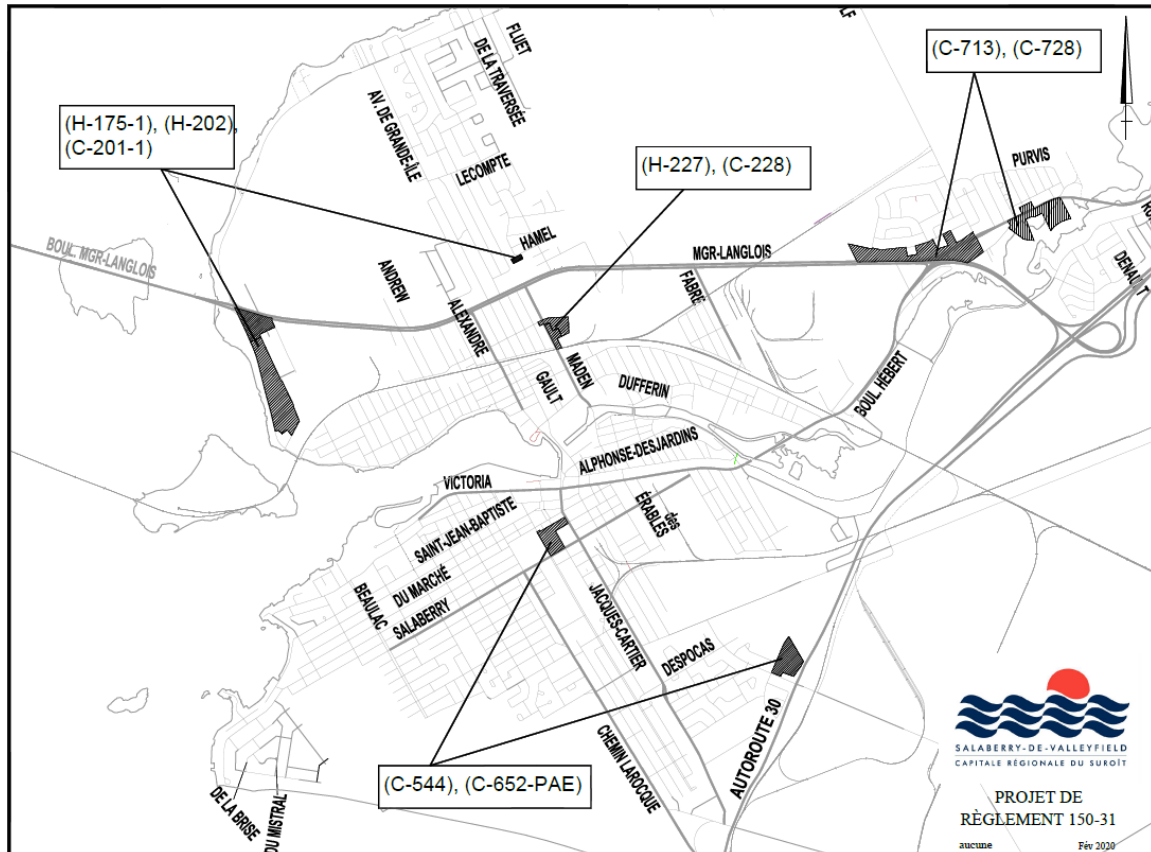 FLUET
DE LA TRAVERSÉE
AV. DE GRANDE-ÎLE
LECOMPTE
(C-713), (C-728)
(H-175-1), (H-202),
(C-201-1)
(H-227), (C-228)
PURVIS
HAMEL
BOUL. MGR-LANGLOIS
MGR-LANGLOIS
ANDREW
ALEXANDRE
FABRE
DENAULT
GAULT
MADEN
DUFFERIN
BOUL. HÉBERT
ALPHONSE-DESJARDINS
VICTORIA
SAINT-JEAN-BAPTISTE
des
ÉRABLES
DU MARCHÉ
BEAULAC
SALABERRY
JACQUES-CARTIER
DESPOCAS
AUTOROUTE 30
CHEMIN LAROCQUE
(C-544), (C-652-PAE)
DE LA BRISE
DU MISTRAL
SALABERRY-DE-VALLEYFIELD
CAPITALE RÉGIONALE DU SUROÎT
PROJET DE
RÈGLEMENT 150-31
aucune
Fév 2020